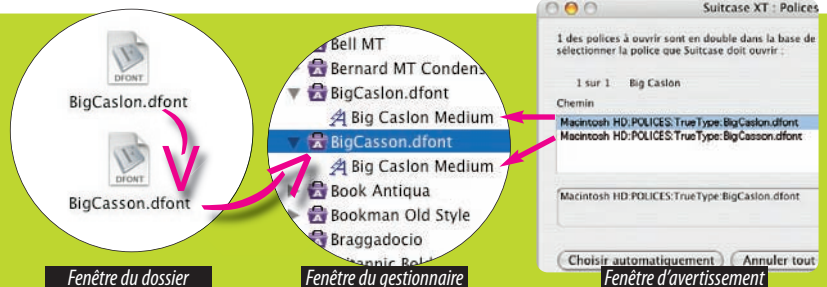 DFONT
BigCaslon.dfont
DFONT
BigCasson.dfont
Fenêtre du dossier
Bell MT
Bernard MT Condens
BigCaslon.dfont
Big Caslon Medium
BigCasson.dfont
Big Caslon Medium
Book Antiqua
Bookman Old Style
Braggadocio
Fenêtre du gestionnaire
Suitcase XT : Polices
1 des polices à ouvrir sont en double dans la base de
sélectionner la police que Suitcase doit ouvrir :
1 sur 1 Big Caslon
Chemin
Macintosh HD:POLICES:TrueType:BigCaslon.dfont
Macintosh HD:POLICES:TrueType:BigCasson.dfont
Macintosh HD:POLICES:TrueType:BigCaslon.dfont
Choisir automatiquement Annuler tout
Fenêtre d'avertissement